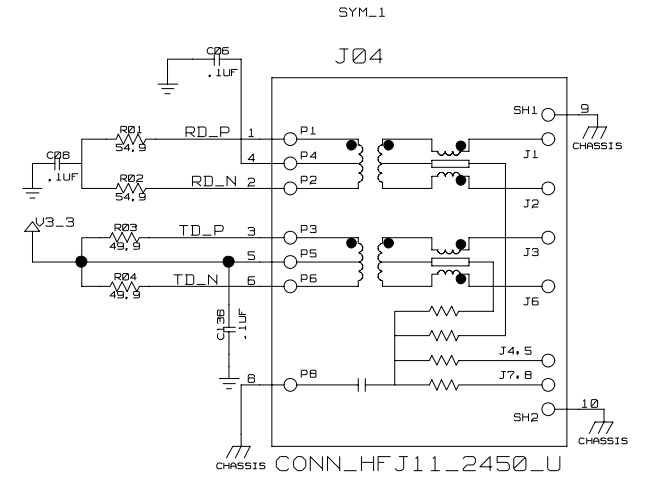 SYM_1
C06
.1UF
J04
SH1
9
CHASSIS
R01
54.9
RD_P
1
P1
J1
C08
.1UF
4
P4
R02
54.9
RD_N
2
P2
J2
V3_3
R03
49.9
TD_P
3
P3
J3
5
P5
R04
49.9
TD_N
6
P6
J6
C138
.1UF
J4,5
8
P8
J7,8
10
SH2
CHASSIS
CHASSIS
CONN_HFJ11_2450_U